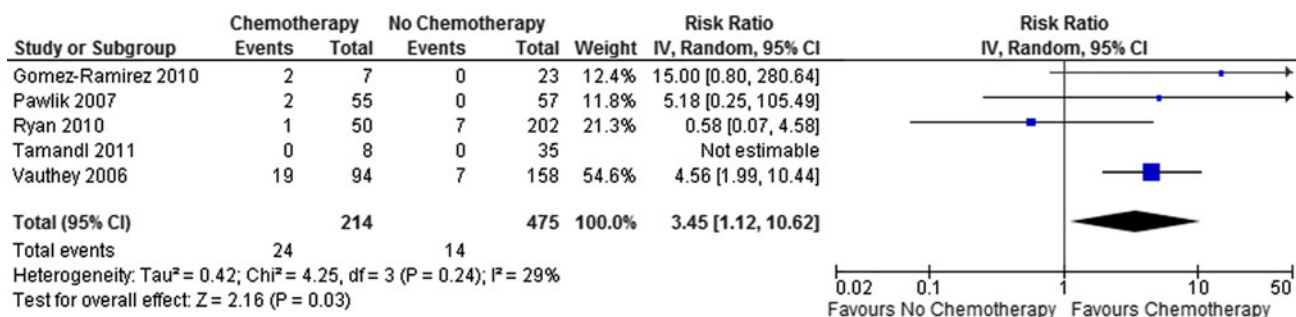 Chemotherapy No Chemotherapy Risk Ratio Risk Ratio
Study or Subgroup Events Total Events Total Weight IV, Random, 95% CI IV, Random, 95% CI
Gomez-Ramirez 2010 2 7 0 23 12.4% 15.00 [0.80, 280.64]
Pawlik 2007 2 55 0 57 11.8% 5.18 [0.25, 105.49]
Ryan 2010 1 50 7 202 21.3% 0.58 [0.07, 4.58]
Tamandl 2011 0 8 0 35 Not estimable
Vauthey 2006 19 94 7 158 54.6% 4.56 [1.99, 10.44]
Total (95% CI) 214 475 100.0% 3.45 [1.12, 10.62]
Total events 24 14
Heterogeneity: Tau² = 0.42; Chi² = 4.25, df = 3 (P = 0.24); I² = 29%
Test for overall effect: Z = 2.16 (P = 0.03)
0.02 0.1 1 10 50
Favours No Chemotherapy Favours Chemotherapy